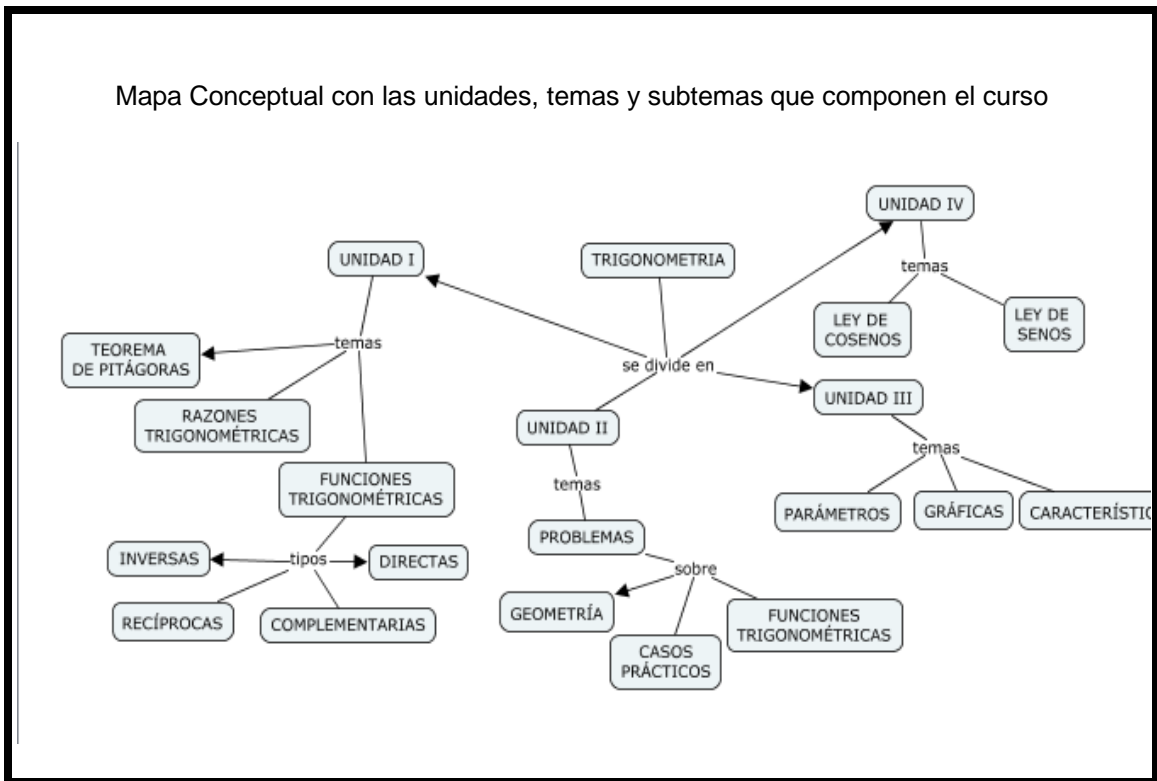 Mapa Conceptual con las unidades, temas y subtemas que componen el curso
TRIGONOMETRIA
se divide en
UNIDAD I
temas
TEOREMA
DE PITÁGORAS
RAZONES
TRIGONOMÉTRICAS
FUNCIONES
TRIGONOMÉTRICAS
tipos
INVERSAS
DIRECTAS
RECÍPROCAS
COMPLEMENTARIAS
UNIDAD II
temas
PROBLEMAS
sobre
GEOMETRÍA
CASOS
PRÁCTICOS
FUNCIONES
TRIGONOMÉTRICAS
UNIDAD III
temas
PARÁMETROS
GRÁFICAS
CARACTERÍSTIC
UNIDAD IV
temas
LEY DE
COSENOS
LEY DE
SENOS